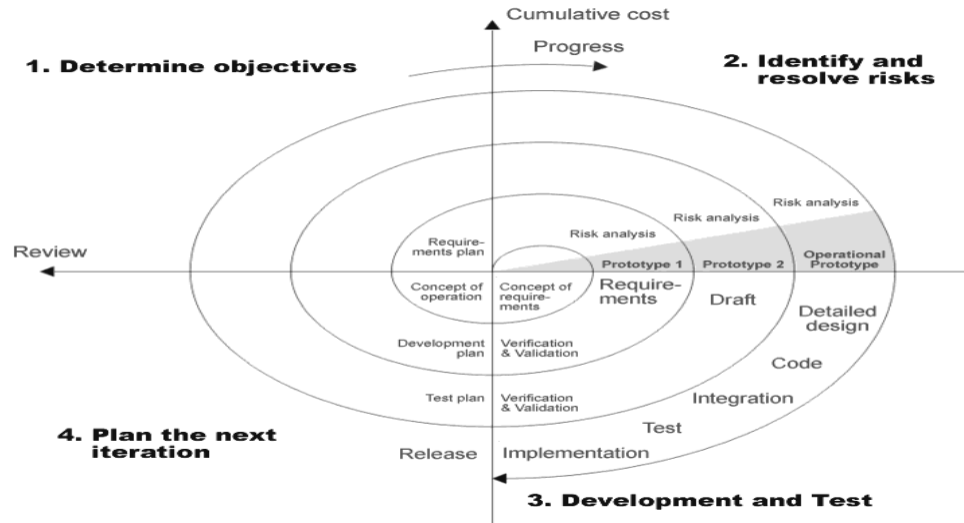 Cumulative cost
Progress
1. Determine objectives
2. Identify and
resolve risks
Risk analysis
Risk analysis
Risk analysis
Review
Require-
ments plan
Prototype 1
Prototype 2
Operational
Prototype
Concept of
operation
Concept of
require-
ments
Require-
ments
Draft
Detailed
design
Development
plan
Verification
& Validation
Code
Test plan
Verification
& Validation
Integration
Test
4. Plan the next
iteration
Release
Implementation
3. Development and Test